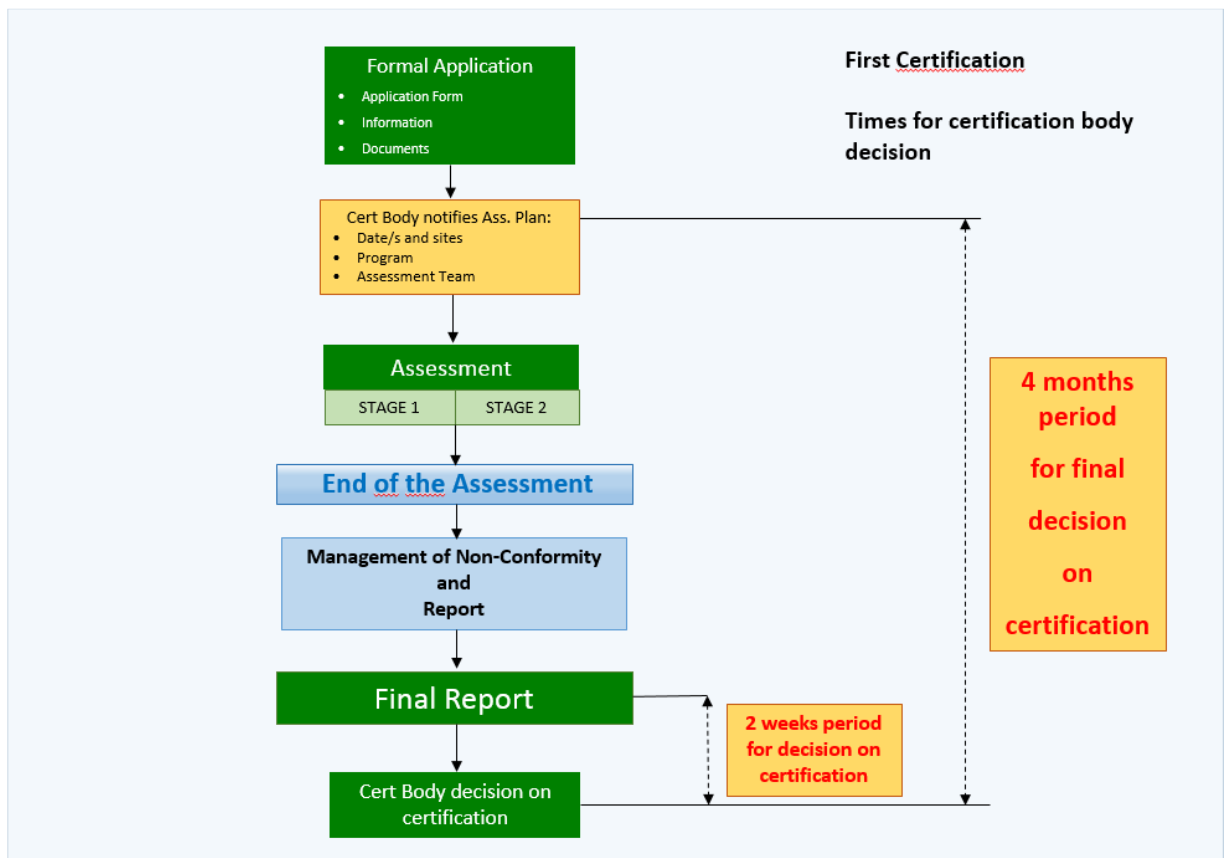 Formal Application
• Application Form
• Information
• Documents
First Certification
Times for certification body
decision
Cert Body notifies Ass. Plan:
• Date/s and sites
• Program
• Assessment Team
Assessment
STAGE 1
STAGE 2
End of the Assessment
Management of Non-Conformity
and
Report
4 months
period
for final
decision
on
certification
Final Report
2 weeks period
for decision on
certification
Cert Body decision on
certification